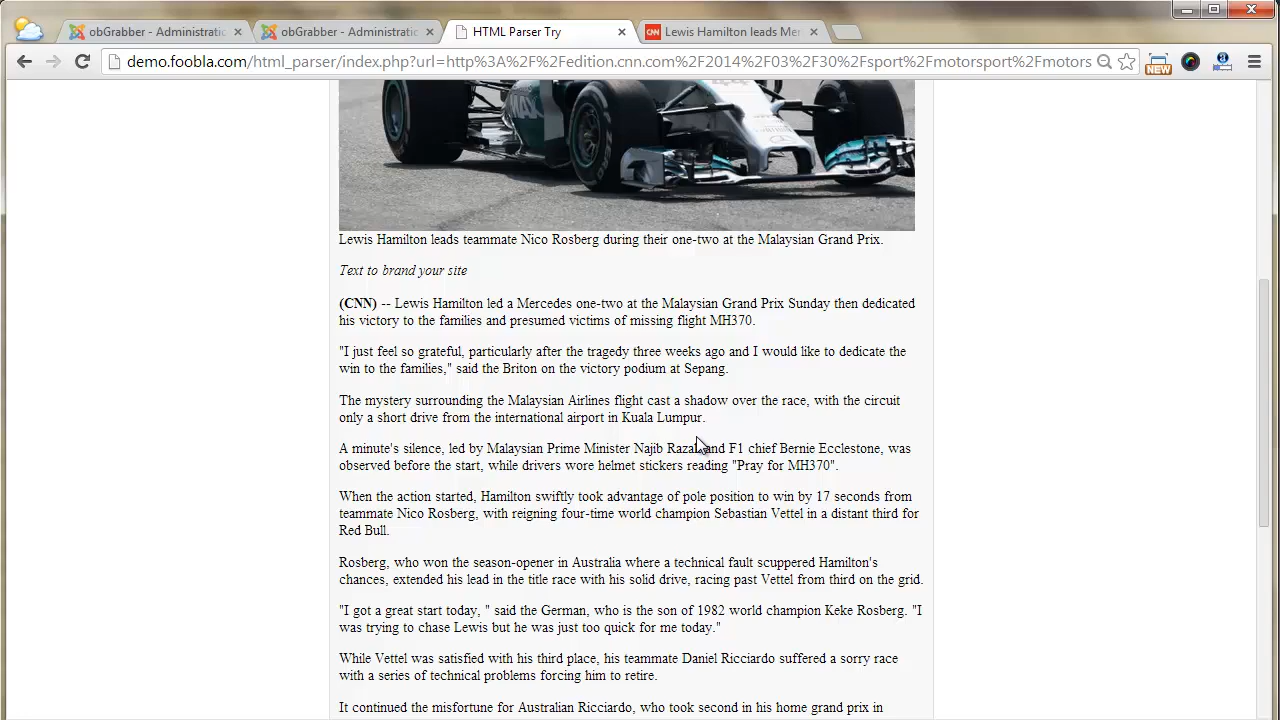 obGrabber - Administratio
obGrabber - Administratic
HTML Parser Try
CNN
Lewis Hamilton leads Mer
demo.foobla.com/html_parser/index.php?url=http%3A%2F%2Fedition.cnn.com%2F2014%2F03%2F30%2Fsport%2Fmotorsport%2Fmotors
NEW
Lewis Hamilton leads teammate Nico Rosberg during their one-two at the Malaysian Grand Prix.
Text to brand your site
(CNN) -- Lewis Hamilton led a Mercedes one-two at the Malaysian Grand Prix Sunday then dedicated
his victory to the families and presumed victims of missing flight MH370.
"I just feel so grateful, particularly after the tragedy three weeks ago and I would like to dedicate the
win to the families," said the Briton on the victory podium at Sepang.
The mystery surrounding the Malaysian Airlines flight cast a shadow over the race, with the circuit
only a short drive from the international airport in Kuala Lumpur.
A minute's silence, led by Malaysian Prime Minister Najib Razak and F1 chief Bernie Ecclestone, was
observed before the start, while drivers wore helmet stickers reading "Pray for MH370".
When the action started, Hamilton swiftly took advantage of pole position to win by 17 seconds from
teammate Nico Rosberg, with reigning four-time world champion Sebastian Vettel in a distant third for
Red Bull.
Rosberg, who won the season-opener in Australia where a technical fault scuppered Hamilton's
chances, extended his lead in the title race with his solid drive, racing past Vettel from third on the grid.
"I got a great start today, " said the German, who is the son of 1982 world champion Keke Rosberg. "I
was trying to chase Lewis but he was just too quick for me today."
While Vettel was satisfied with his third place, his teammate Daniel Ricciardo suffered a sorry race
with a series of technical problems forcing him to retire.
It continued the misfortune for Australian Ricciardo, who took second in his home grand prix in